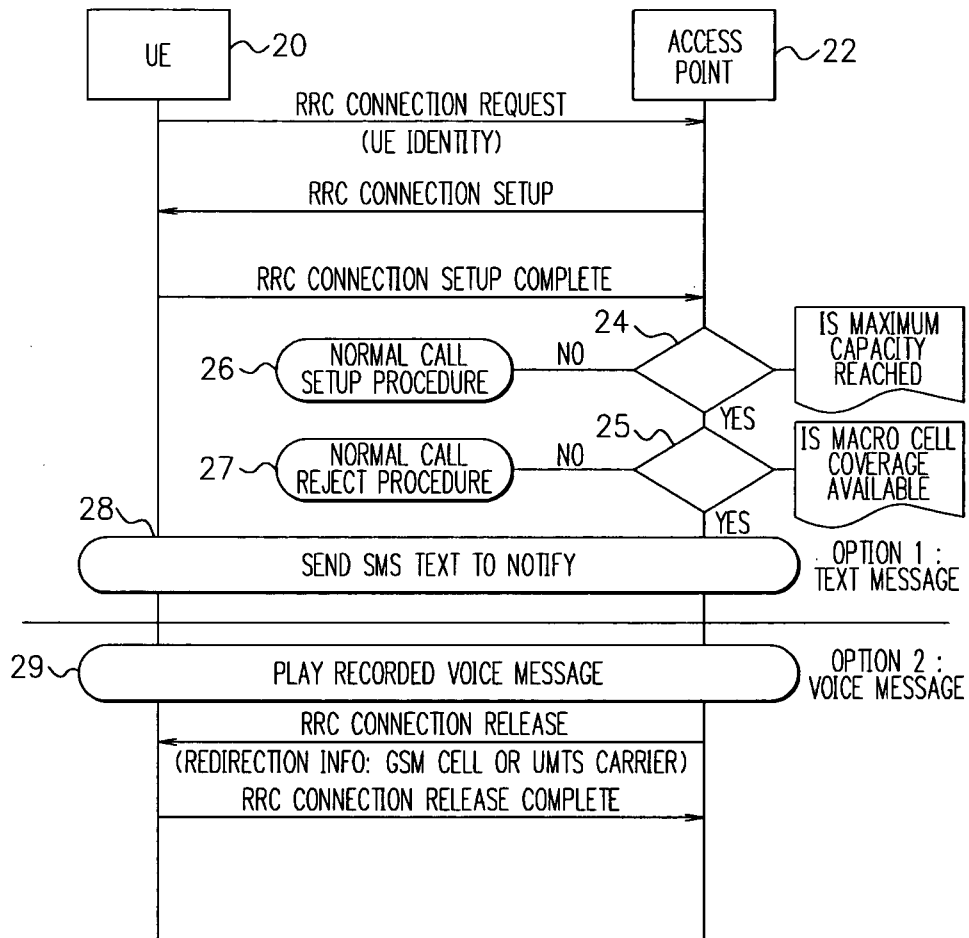 UE
20
ACCESS
POINT
22
RRC CONNECTION REQUEST
(UE IDENTITY)
RRC CONNECTION SETUP
RRC CONNECTION SETUP COMPLETE
24
IS MAXIMUM
CAPACITY
REACHED
26
NORMAL CALL
SETUP PROCEDURE
NO
YES
25
IS MACRO CELL
COVERAGE
AVAILABLE
27
NORMAL CALL
REJECT PROCEDURE
NO
YES
28
SEND SMS TEXT TO NOTIFY
OPTION 1 :
TEXT MESSAGE
29
PLAY RECORDED VOICE MESSAGE
OPTION 2 :
VOICE MESSAGE
RRC CONNECTION RELEASE
(REDIRECTION INFO: GSM CELL OR UMTS CARRIER)
RRC CONNECTION RELEASE COMPLETE